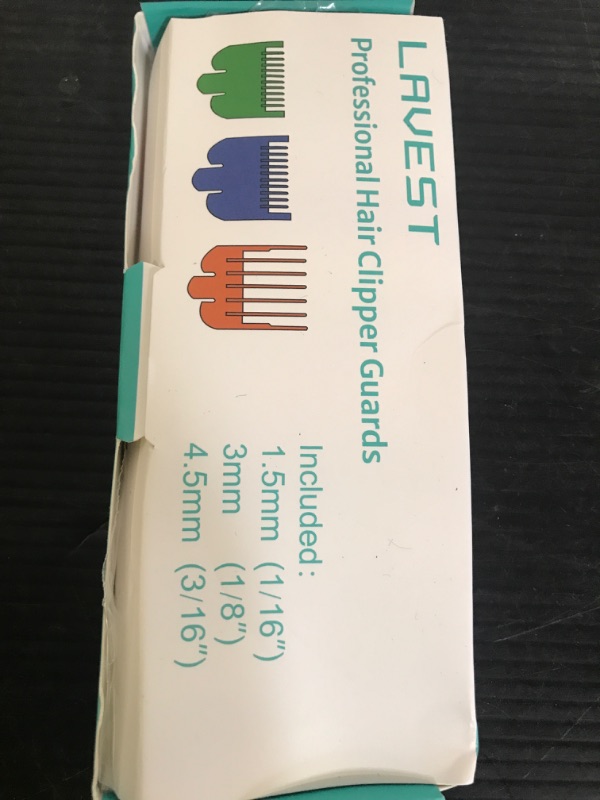 LAVEST
Professional Hair Clipper Guards
Included:
1.5mm (1/16")
3mm (1/8")
4.5mm (3/16")